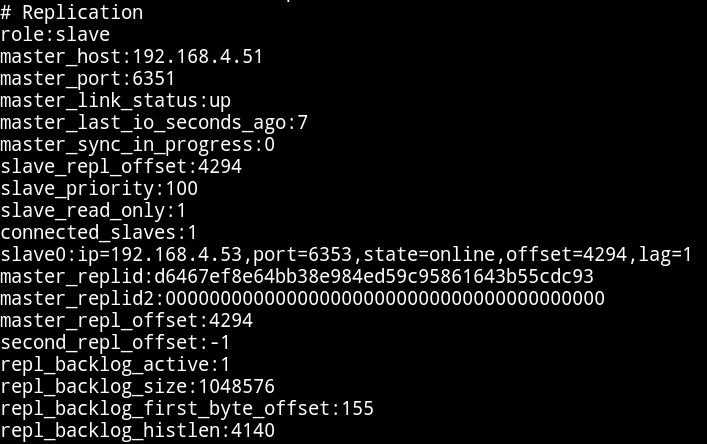 # Replication
role:slave
master_host:192.168.4.51
master_port:6351
master_link_status:up
master_last_io_seconds_ago:7
master_sync_in_progress:0
slave_repl_offset:4294
slave_priority:100
slave_read_only:1
connected_slaves:1
slave0:ip=192.168.4.53,port=6353,state=online,offset=4294,lag=1
master_replid:d6467ef8e64bb38e984ed59c95861643b55cdc93
master_replid2:0000000000000000000000000000000000000000
master_repl_offset:4294
second_repl_offset:-1
repl_backlog_active:1
repl_backlog_size:1048576
repl_backlog_first_byte_offset:155
repl_backlog_histlen:4140